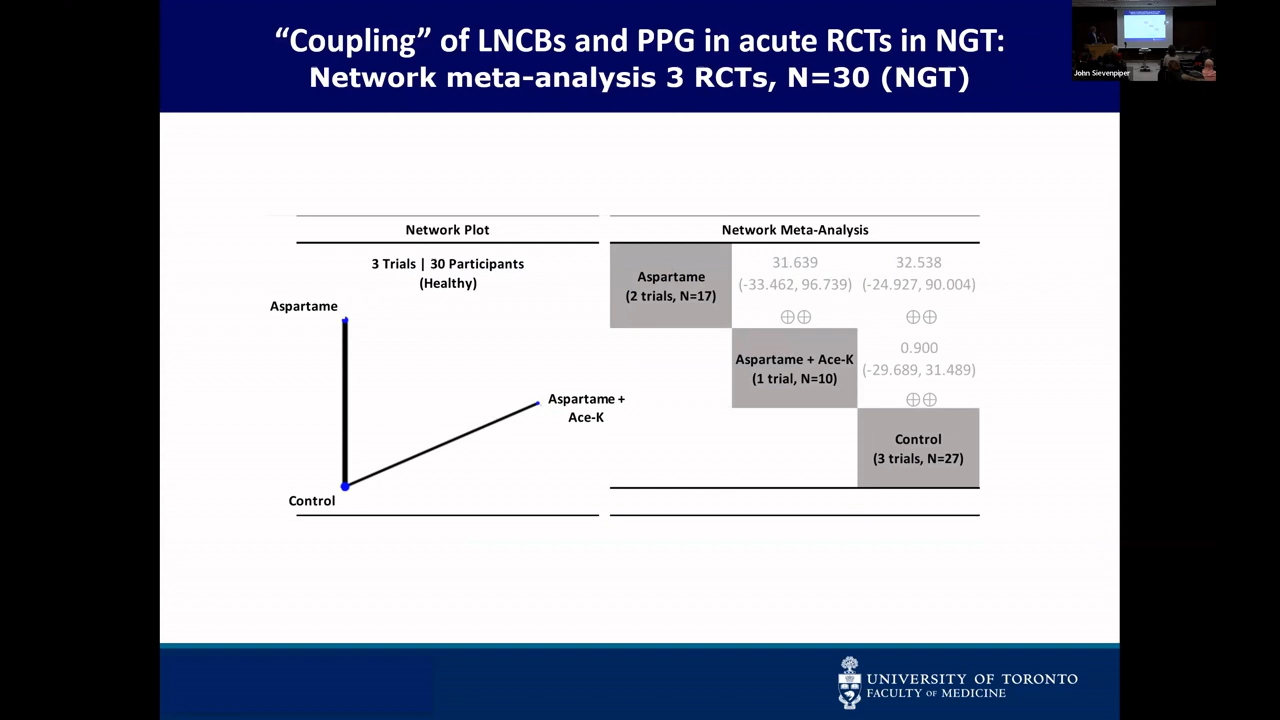 “Coupling” of LNCBs and PPG in acute RCTs in NGT:
Network meta-analysis 3 RCTs, N=30 (NGT)
John Sievenpiper
Network Plot
3 Trials | 30 Participants
(Healthy)
Aspartame
Aspartame +
Ace-K
Control
Network Meta-Analysis
Aspartame
(2 trials, N=17)
31.639
(-33.462, 96.739)
⊕⊕
32.538
(-24.927, 90.004)
⊕⊕
Aspartame + Ace-K
(1 trial, N=10)
0.900
(-29.689, 31.489)
⊕⊕
Control
(3 trials, N=27)
UNIVERSITY OF TORONTO
FACULTY OF MEDICINE